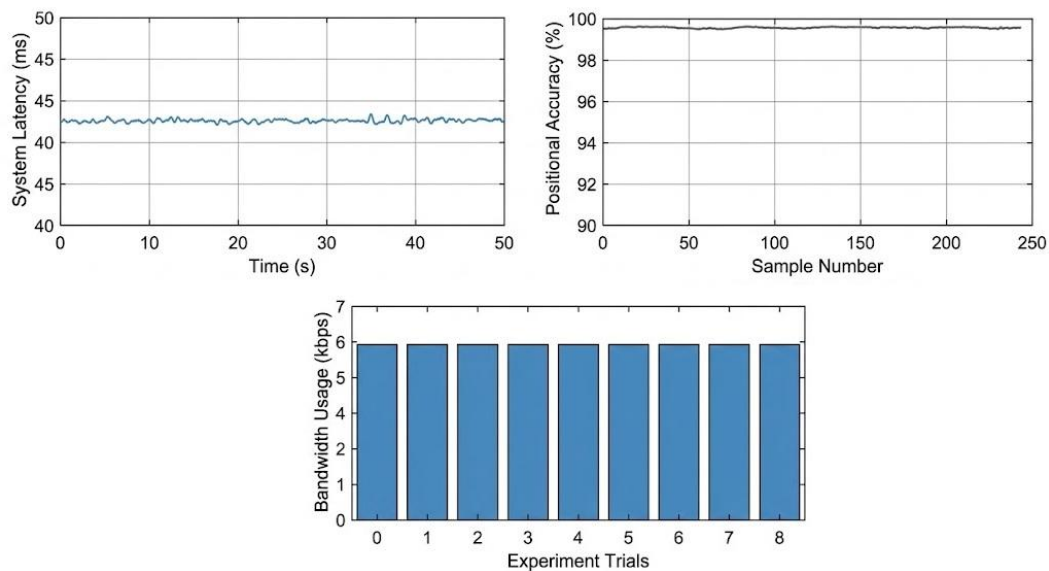 System Latency (ms)
50
45
45
40
45
40
0 10 20 30 40 50
Time (s)
Positional Accuracy (%)
100
98
96
94
92
90
0 50 100 150 200 250
Sample Number
Bandwidth Usage (kbps)
7
6
5
4
2
1
0
0 1 2 3 4 5 6 7 8
Experiment Trials